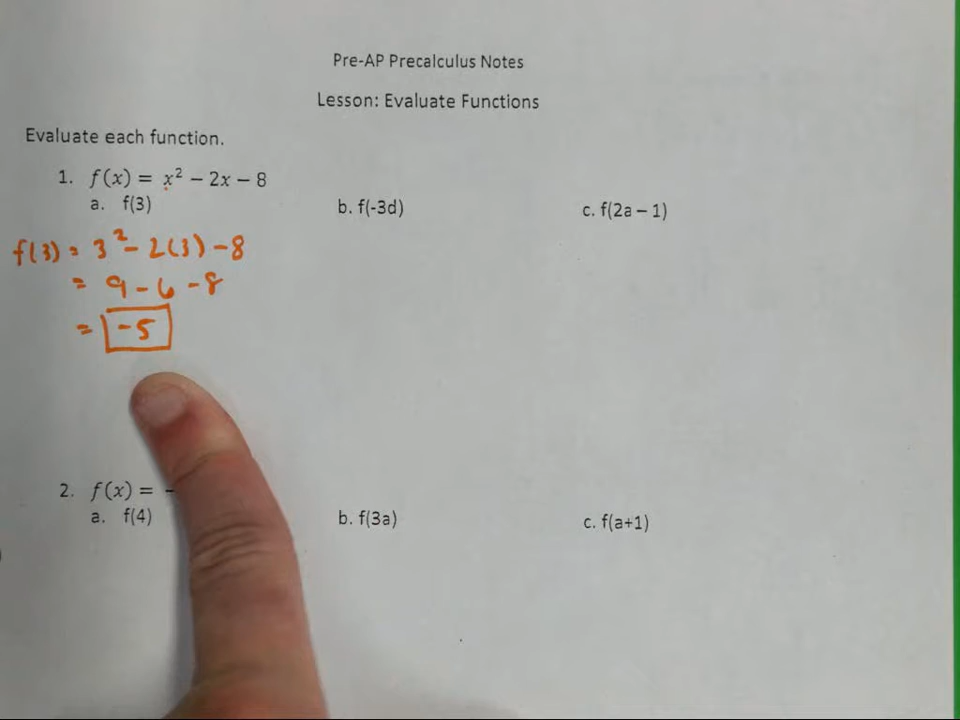 Pre-AP Precalculus Notes
Lesson: Evaluate Functions
Evaluate each function.
1. f(x) = x² − 2x − 8
a. f(3) b. f(-3d) c. f(2a – 1)
f(3) = 3² - 2(3) - 8
= 9 - 6 - 8
= -5
2. f(x) =
a. f(4) b. f(3a) c. f(a+1)